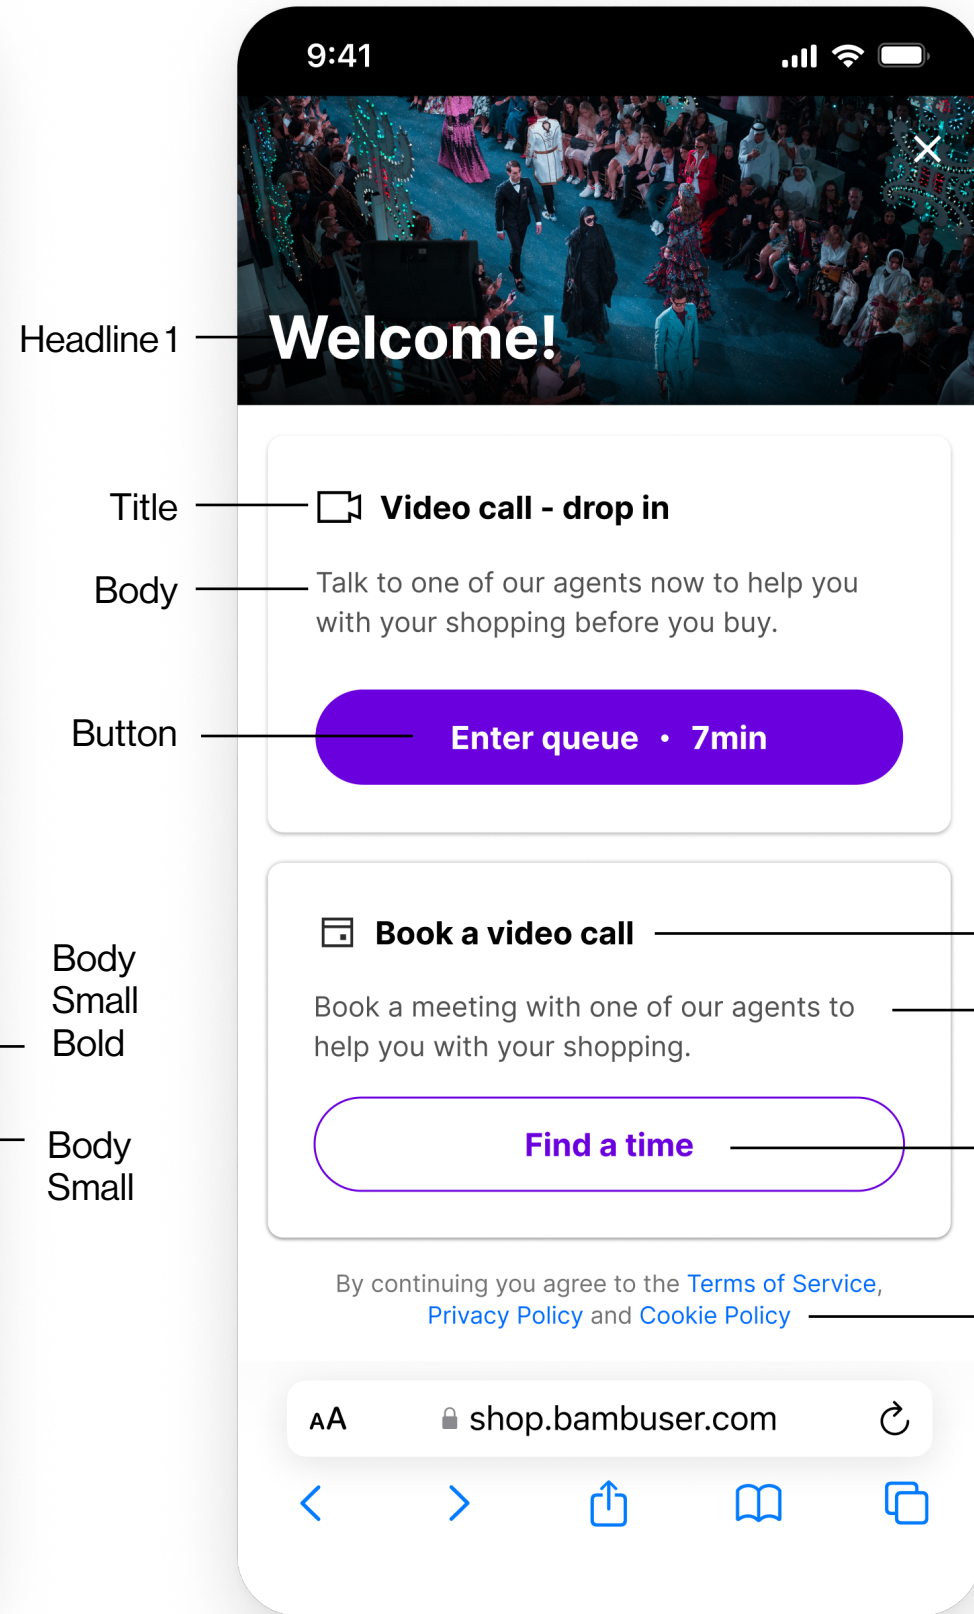 9:41
Headline 1
Welcome!
Title
Video call - drop in
Body
Talk to one of our agents now to help you
with your shopping before you buy.
Button
Enter queue • 7min
Book a video call
Body
Small
Bold
Book a meeting with one of our agents to
help you with your shopping.
Body
Small
Find a time
By continuing you agree to the Terms of Service,
Privacy Policy and Cookie Policy
AA
shop.bambuser.com